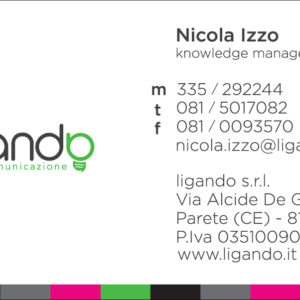 Nicola Izzo
knowledge manage
m 335 / 292244
t 081 / 5017082
f 081 / 0093570
nicola.izzo@liga
ando
municazione
ligando s.r.l.
Via Alcide De G
Parete (CE) - 8
P.Iva 03510090
www.ligando.it